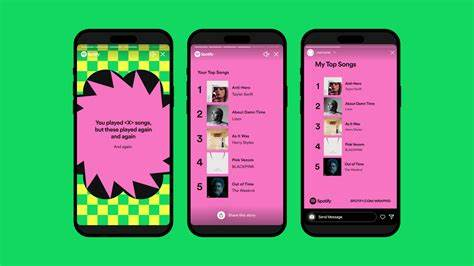 Spotify
You played <X> songs,
but these played again
and again
And again
Spotify
Your Top Songs
1
Anti-Hero
Taylor Swift
2
About Damn Time
Lizzo
3
As It Was
Harry Styles
4
Pink Venom
BLACKPINK
5
Out of Time
The Weeknd
Share this story
My Top Songs
1
Anti-Hero
Taylor Swift
2
About Damn Time
Lizzo
3
As It Was
Harry Styles
4
Pink Venom
BLACKPINK
5
Out of Time
The Weeknd
Spotify
SPOTIFY.COM/WRAPPED
Send Message